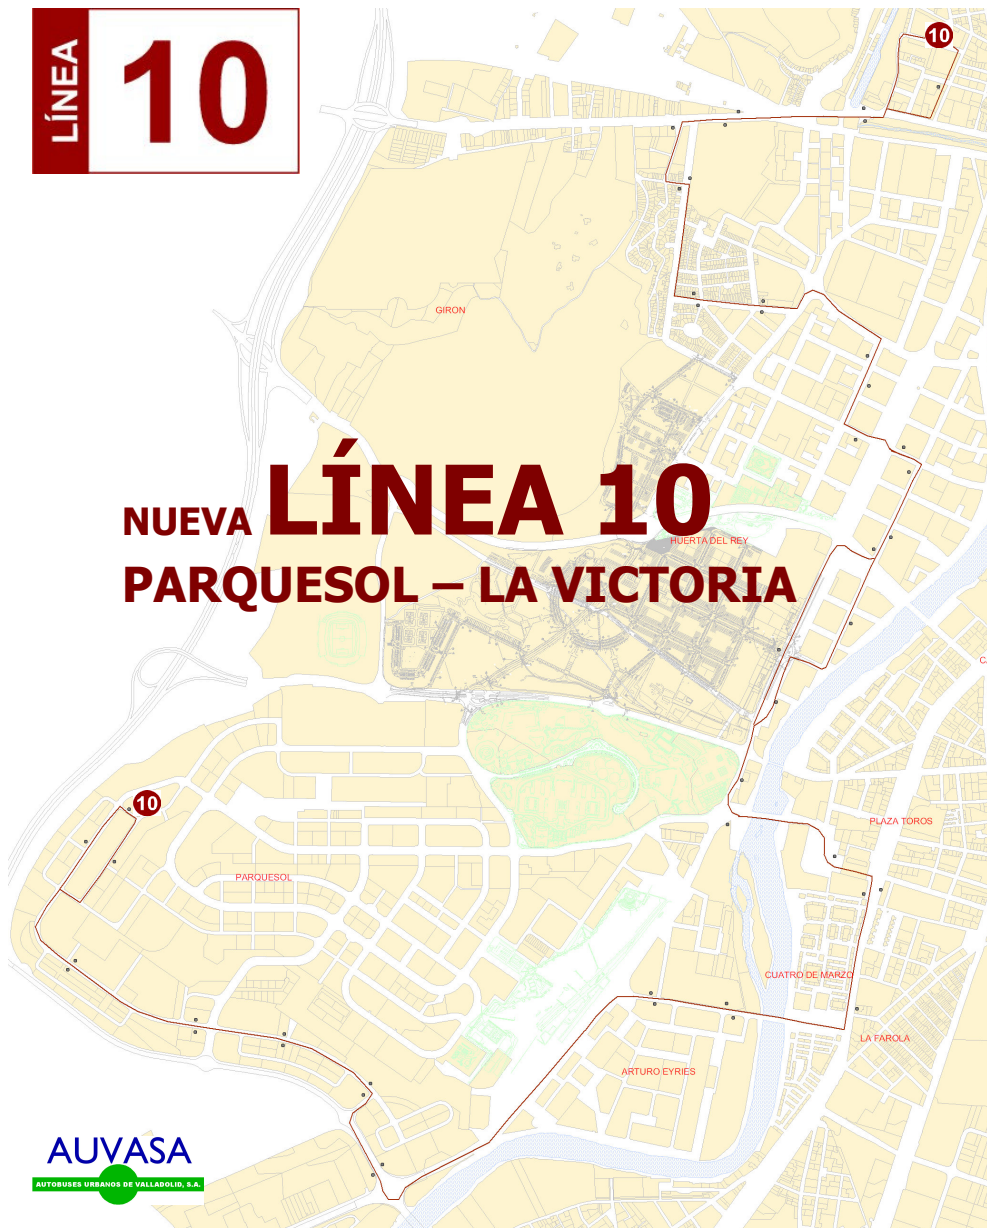 LÍNEA
10
10
GIRON
NUEVA LÍNEA 10
HUERTA DEL REY
PARQUESOL – LA VICTORIA
10
PLAZA TOROS
PARQUESOL
CUATRO DE MARZO
LA FAROLA
ARTURO EYRIES
AUVASA
AUTOBUSES URBANOS DE VALLADOLID, S.A.